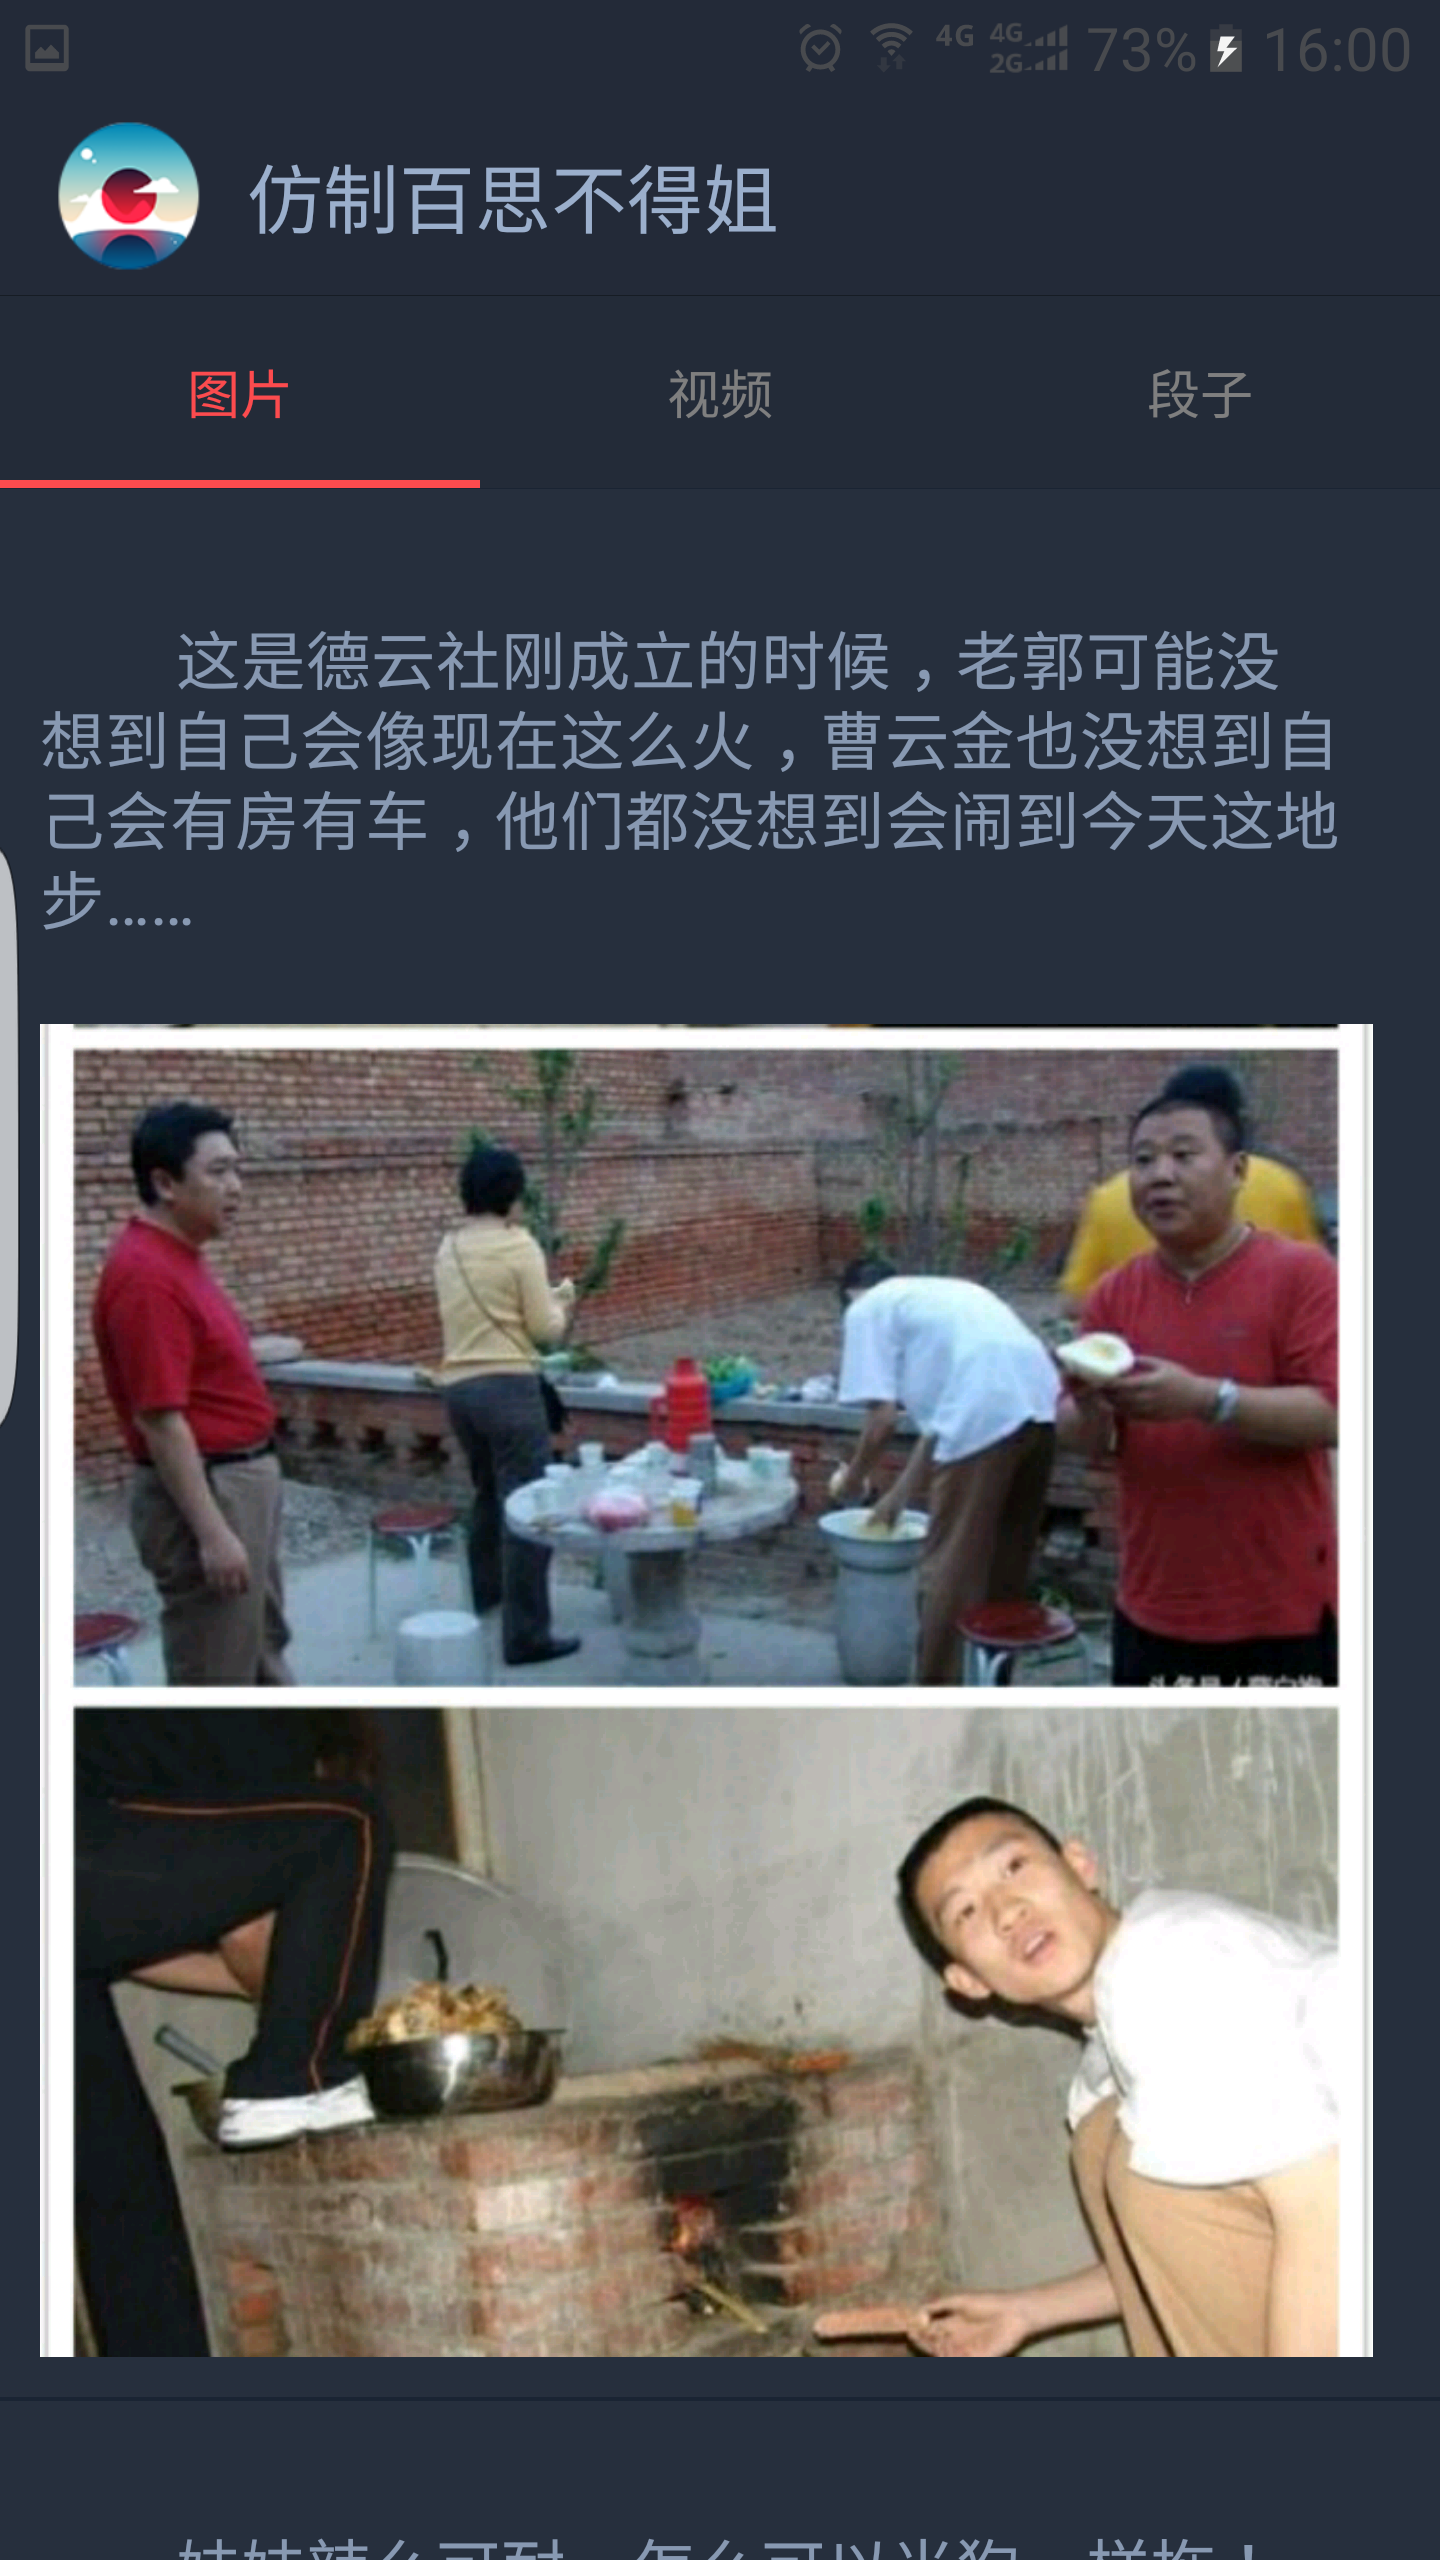 4G 4G 2G 73% 16:00
仿制百思不得姐
图片 视频 段子
这是德云社刚成立的时候，老郭可能没
想到自己会像现在这么火，曹云金也没想到自
己会有房有车，他们都没想到会闹到今天这地
步……